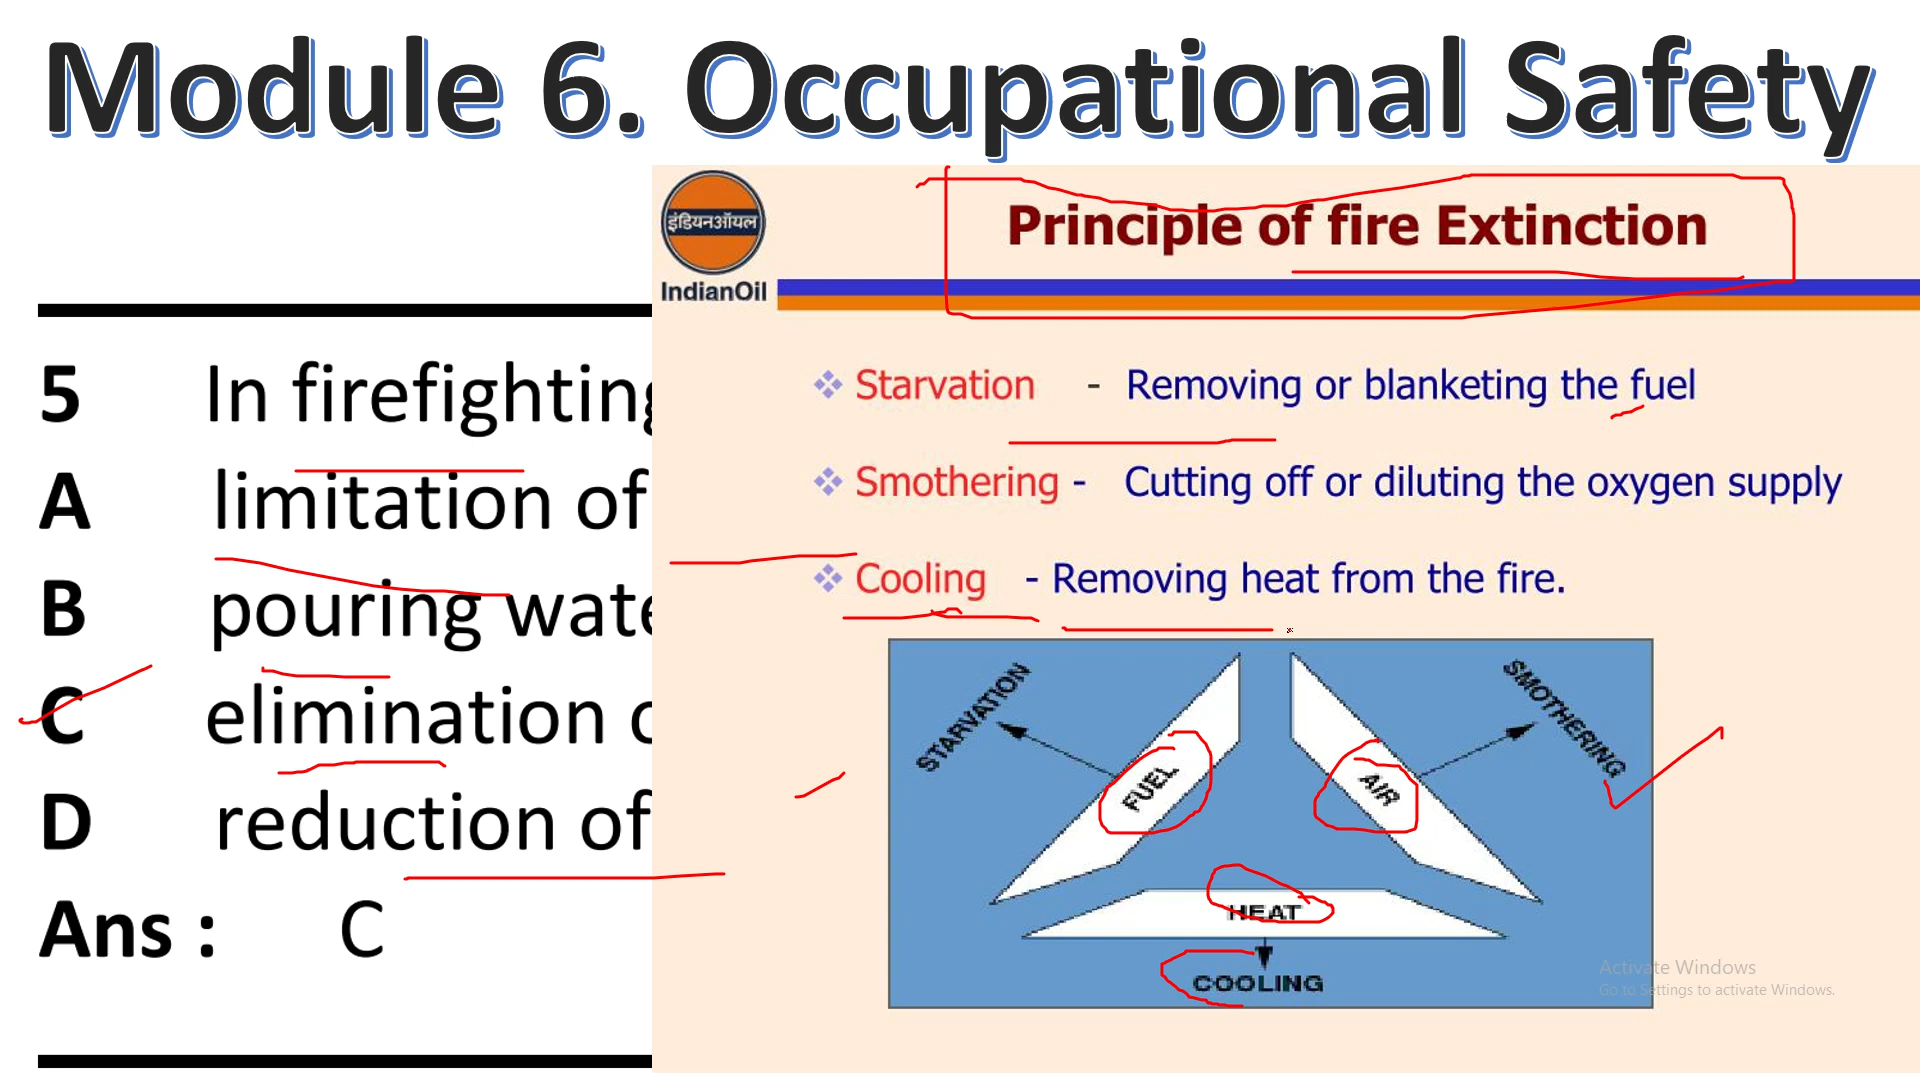 Module 6. Occupational Safety
5 In firefighting
A limitation of
B pouring
C elimination
D reduction of
Ans : C
इंडियनऑयल
IndianOil
Principle of fire Extinction
Starvation - Removing or blanketing the fuel
Smothering - Cutting off or diluting the oxygen supply
Cooling - Removing heat from the fire.
STARVATION
SMOTHERING
FUEL
AIR
HEAT
COOLING
Activate Windows
Go to Settings to activate Windows.